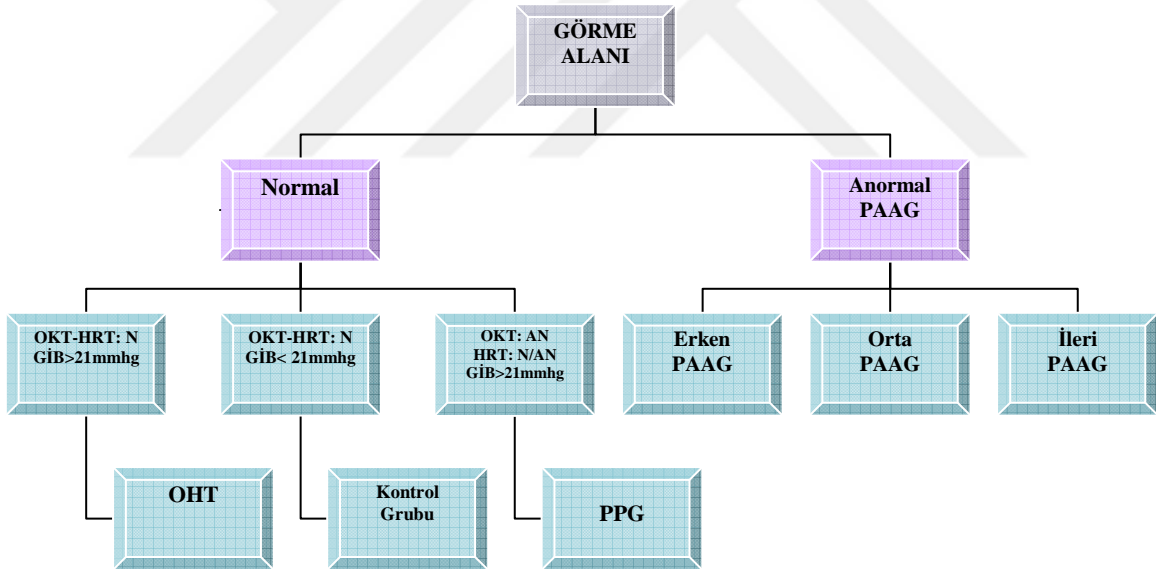 GÖRME
ALANI
Normal
Anormal
PAAG
OKT-HRT: N
GİB>21mmhg
OKT-HRT: N
GİB< 21mmhg
OKT: AN
HRT: N/AN
GİB>21mmhg
Erken
PAAG
Orta
PAAG
İleri
PAAG
OHT
Kontrol
Grubu
PPG